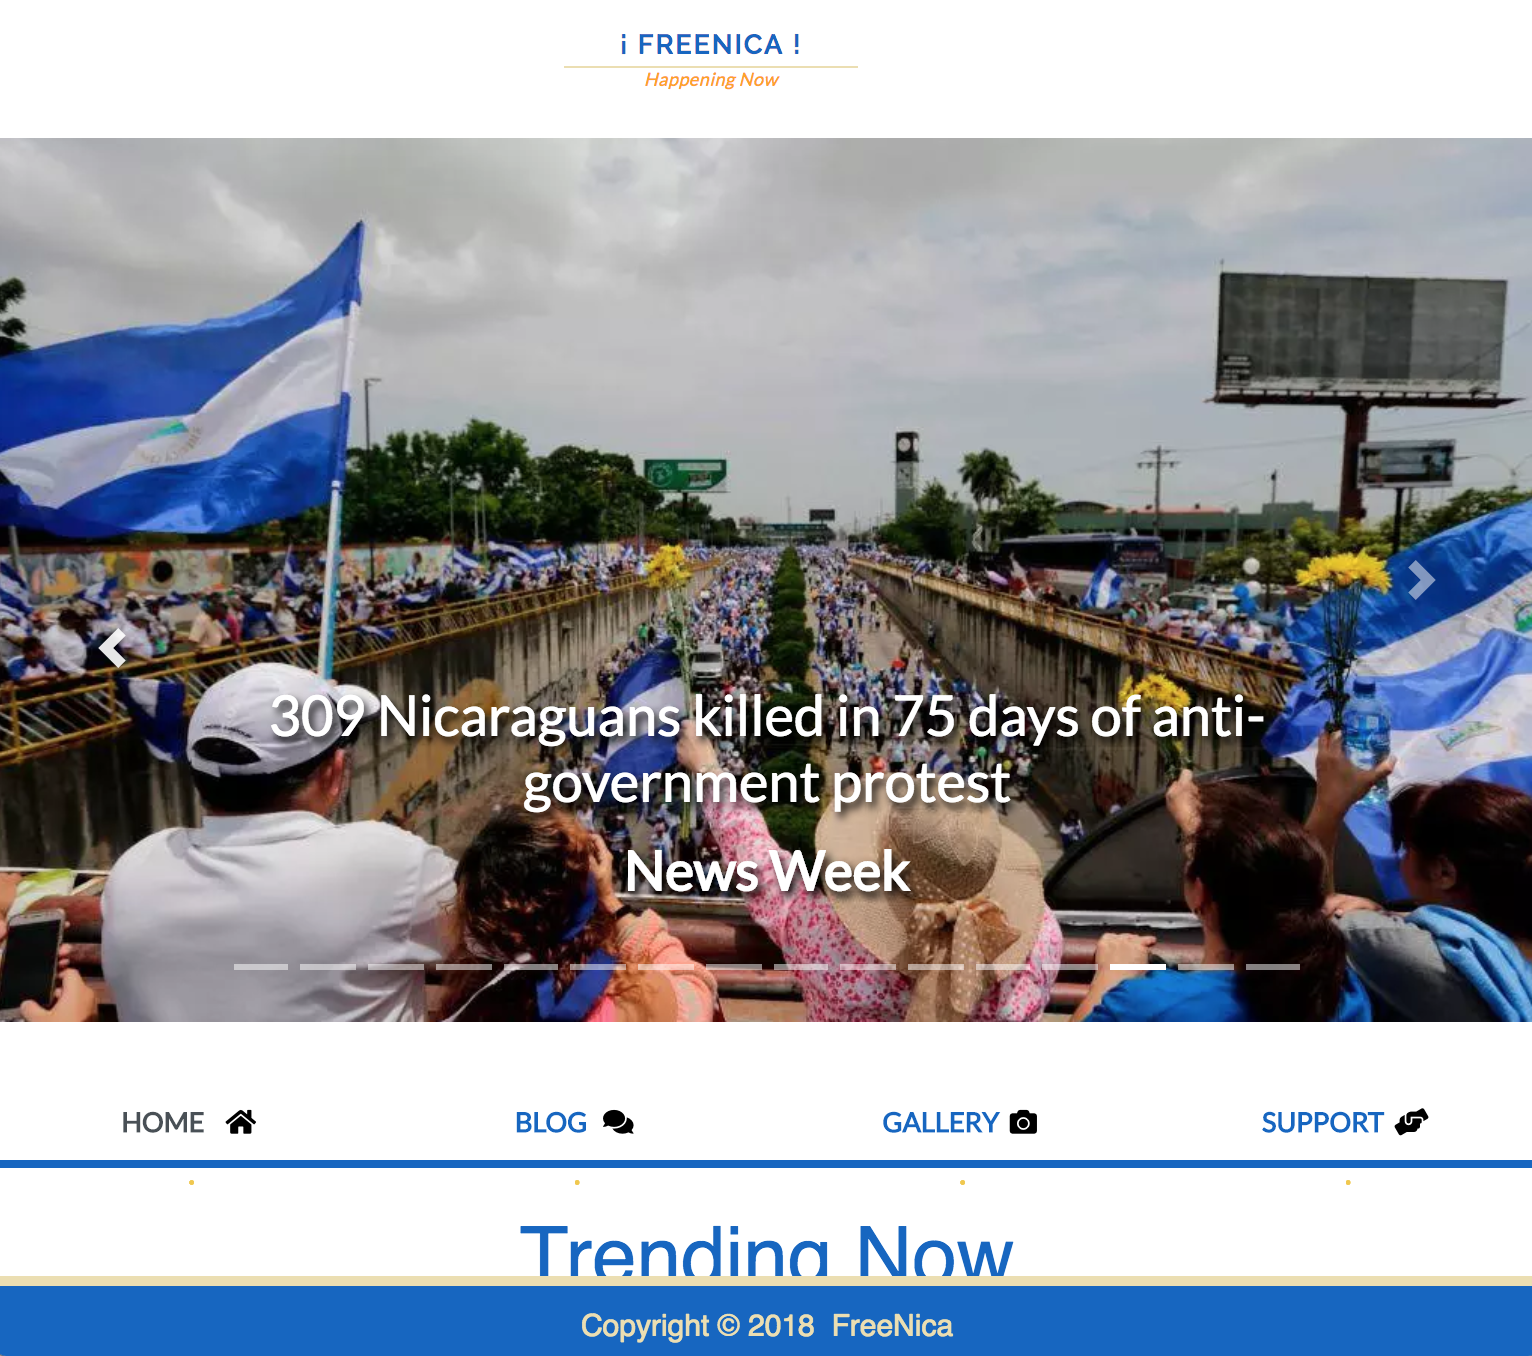 ¡ FREENICA !
Happening Now
309 Nicaraguans killed in 75 days of anti-
government protest
News Week
HOME
BLOG
GALLERY
SUPPORT
Trending Now
Copyright © 2018 FreeNica